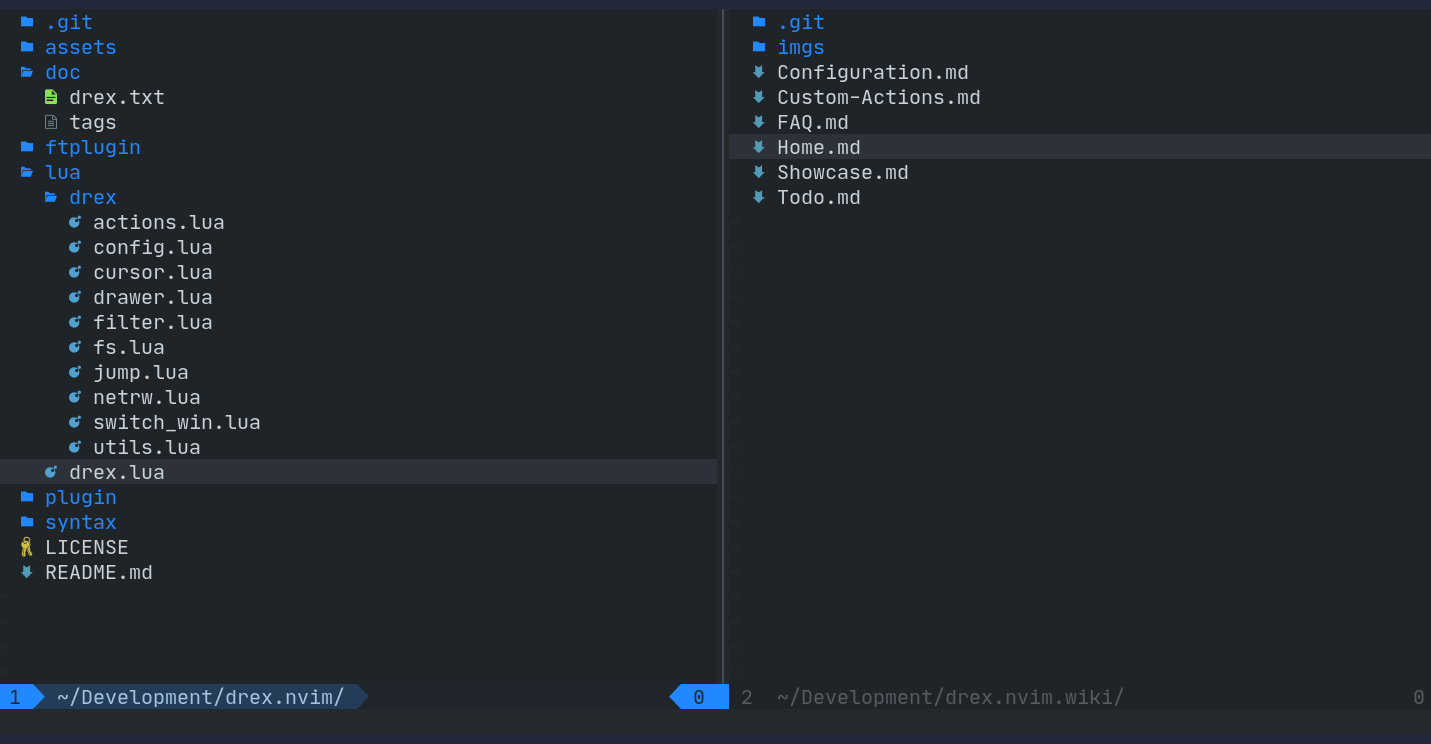 .git
assets
doc
drex.txt
tags
ftplugin
lua
drex
actions.lua
config.lua
cursor.lua
drawer.lua
filter.lua
fs.lua
jump.lua
netrw.lua
switch_win.lua
utils.lua
drex.lua
plugin
syntax
LICENSE
README.md
1 ~/Development/drex.nvim/ 0
.git
imgs
Configuration.md
Custom-Actions.md
FAQ.md
Home.md
Showcase.md
Todo.md
2 ~/Development/drex.nvim.wiki/ 0